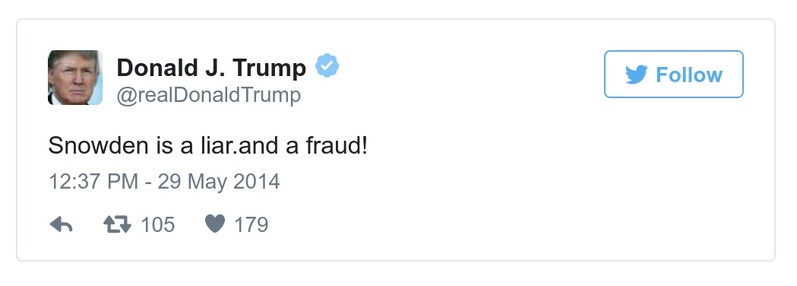 Donald J. Trump
@realDonaldTrump
Follow
Snowden is a liar.and a fraud!
12:37 PM - 29 May 2014
105 179